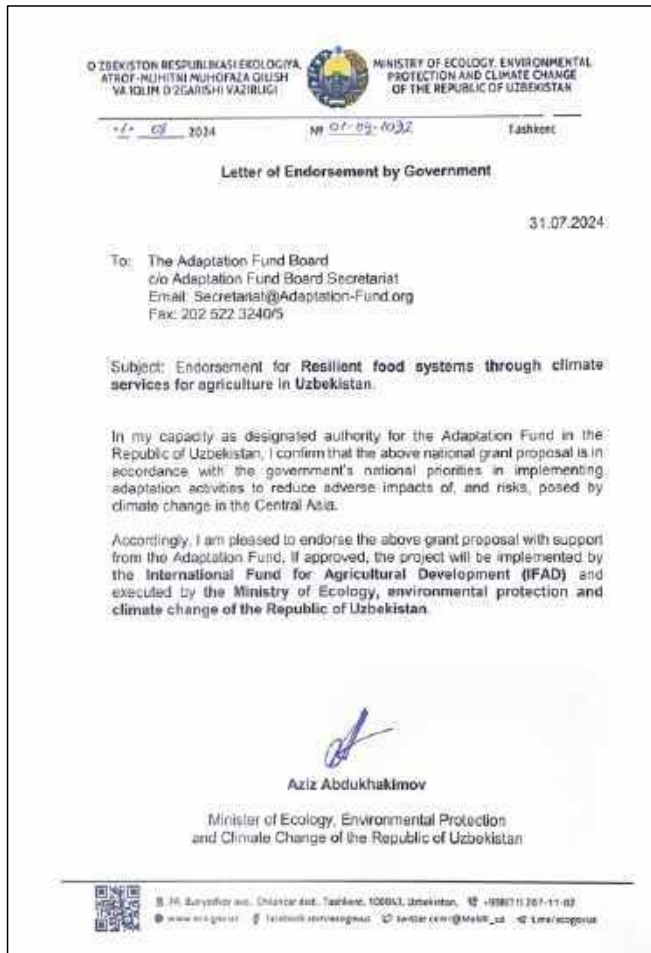 O'ZBEKISTON RESPUBLIKASI EKOLOGIYA,
ATROF-MUHITNI MUHOFAZA QILISH
VA IQLIM O'ZGARISHI VAZIRLIGI
MINISTRY OF ECOLOGY, ENVIRONMENTAL
PROTECTION AND CLIMATE CHANGE
OF THE REPUBLIC OF UZBEKISTAN
2024 № Tashkent
Letter of Endorsement by Government
31.07.2024
To: The Adaptation Fund Board
c/o Adaptation Fund Board Secretariat
Email: Secretariat@Adaptation-Fund.org
Fax: 202 522 3240/5
Subject: Endorsement for Resilient food systems through climate
services for agriculture in Uzbekistan.
In my capacity as designated authority for the Adaptation Fund in the
Republic of Uzbekistan, I confirm that the above national grant proposal is in
accordance with the government's national priorities in implementing
adaptation activities to reduce adverse impacts of, and risks, posed by
climate change in the Central Asia.
Accordingly, I am pleased to endorse the above grant proposal with support
from the Adaptation Fund. If approved, the project will be implemented by
the International Fund for Agricultural Development (IFAD) and
executed by the Ministry of Ecology, environmental protection and
climate change of the Republic of Uzbekistan.
Aziz Abdukhakimov
Minister of Ecology, Environmental Protection
and Climate Change of the Republic of Uzbekistan
Tashkent, 100043, Uzbekistan,